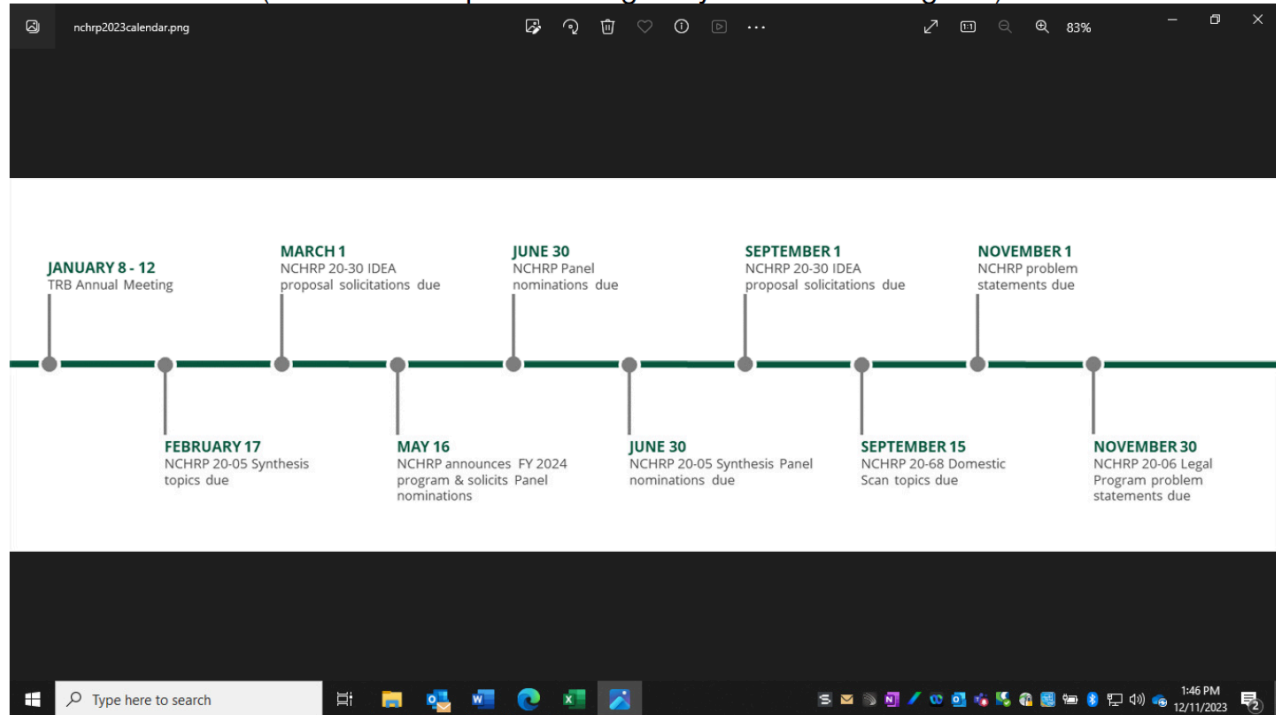 nchrp2023calendar.png
83%
JANUARY 8 - 12
TRB Annual Meeting
MARCH 1
NCHRP 20-30 IDEA
proposal solicitations due
JUNE 30
NCHRP Panel
nominations due
SEPTEMBER 1
NCHRP 20-30 IDEA
proposal solicitations due
NOVEMBER 1
NCHRP problem
statements due
FEBRUARY 17
NCHRP 20-05 Synthesis
topics due
MAY 16
NCHRP announces FY 2024
program & solicits Panel
nominations
JUNE 30
NCHRP 20-05 Synthesis Panel
nominations due
SEPTEMBER 15
NCHRP 20-68 Domestic
Scan topics due
NOVEMBER 30
NCHRP 20-06 Legal
Program problem
statements due
Type here to search
1:46 PM
12/11/2023